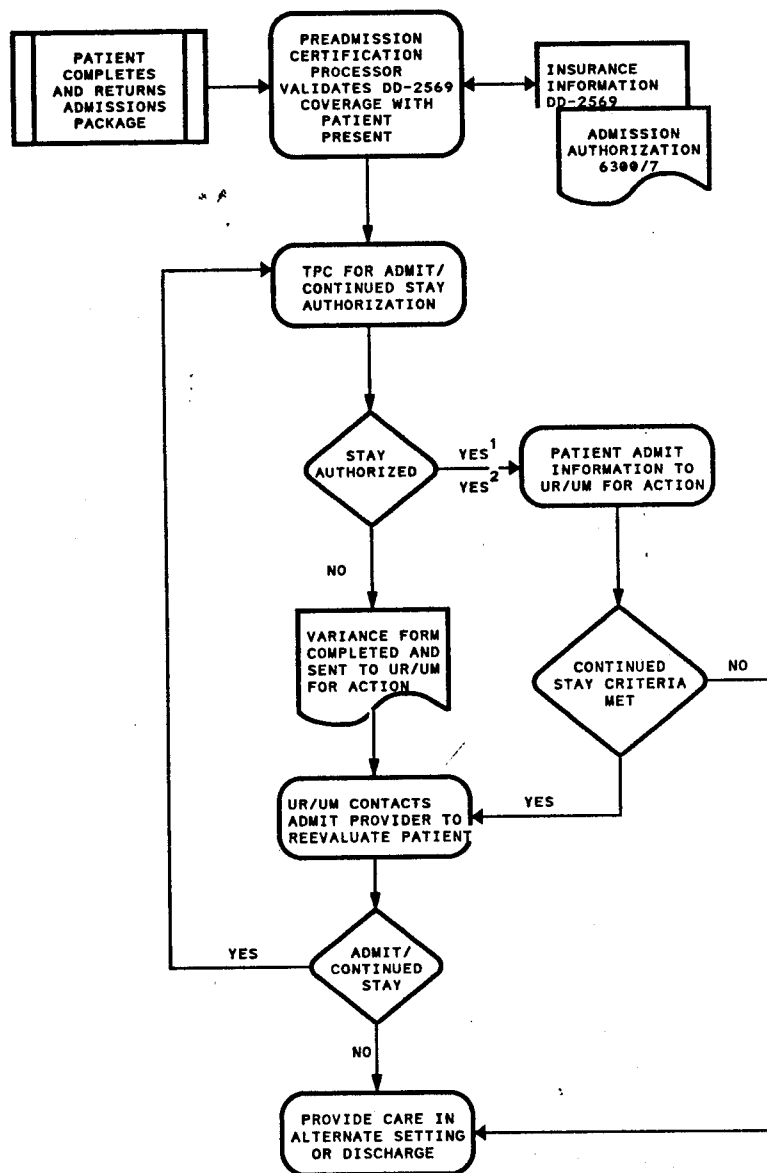 PATIENT
COMPLETES
AND RETURNS
ADMISSIONS
PACKAGE
PREADMISSION
CERTIFICATION
PROCESSOR
VALIDATES DD-2569
COVERAGE WITH
PATIENT
PRESENT
INSURANCE
INFORMATION
DD-2569
ADMISSION
AUTHORIZATION
6300/7
TPC FOR ADMIT/
CONTINUED STAY
AUTHORIZATION
STAY
AUTHORIZED
YES¹
YES²
PATIENT ADMIT
INFORMATION TO
UR/UM FOR ACTION
NO
VARIANCE FORM
COMPLETED AND
SENT TO UR/UM
FOR ACTION
CONTINUED
STAY CRITERIA
MET
NO
YES
UR/UM CONTACTS
ADMIT PROVIDER TO
REEVALUATE PATIENT
YES
ADMIT/
CONTINUED
STAY
NO
PROVIDE CARE IN
ALTERNATE SETTING
OR DISCHARGE